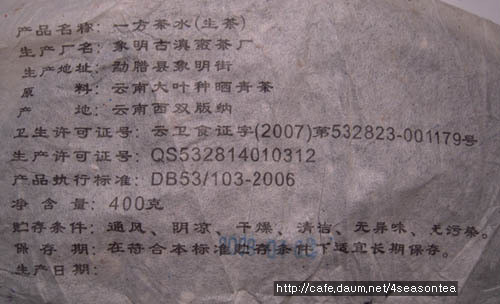 产品名称：一方茶水(生茶)
生产厂名：象明古滇 茶厂
生产地址：勐腊县象明街
原 料：云南大叶种晒青茶
产 地：云南西双版纳
卫生许可证号：云卫食证字(2007)第532823-001179号
生产许可证号：QS532814010312
产品执行标准：DB53/103-2006
净含量：400克
贮存条件：通风、阴凉、干燥、清洁、无异味、无污染。
保存期：在符合本标准贮存条件下适宜长期保存。
生产日期：
http://cafe.daum.net/4seasontea